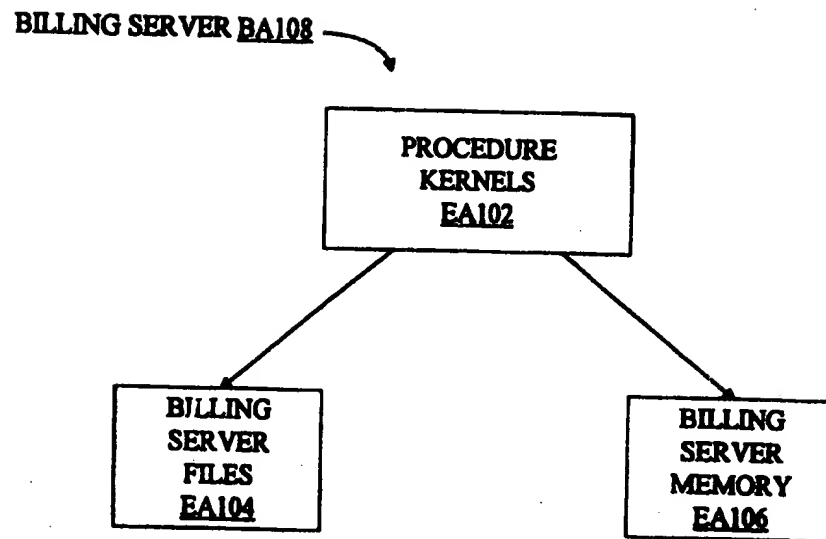 BILLING SERVER BA108
PROCEDURE
KERNELS
EA102
BILLING
SERVER
FILES
EA104
BILLING
SERVER
MEMORY
EA106